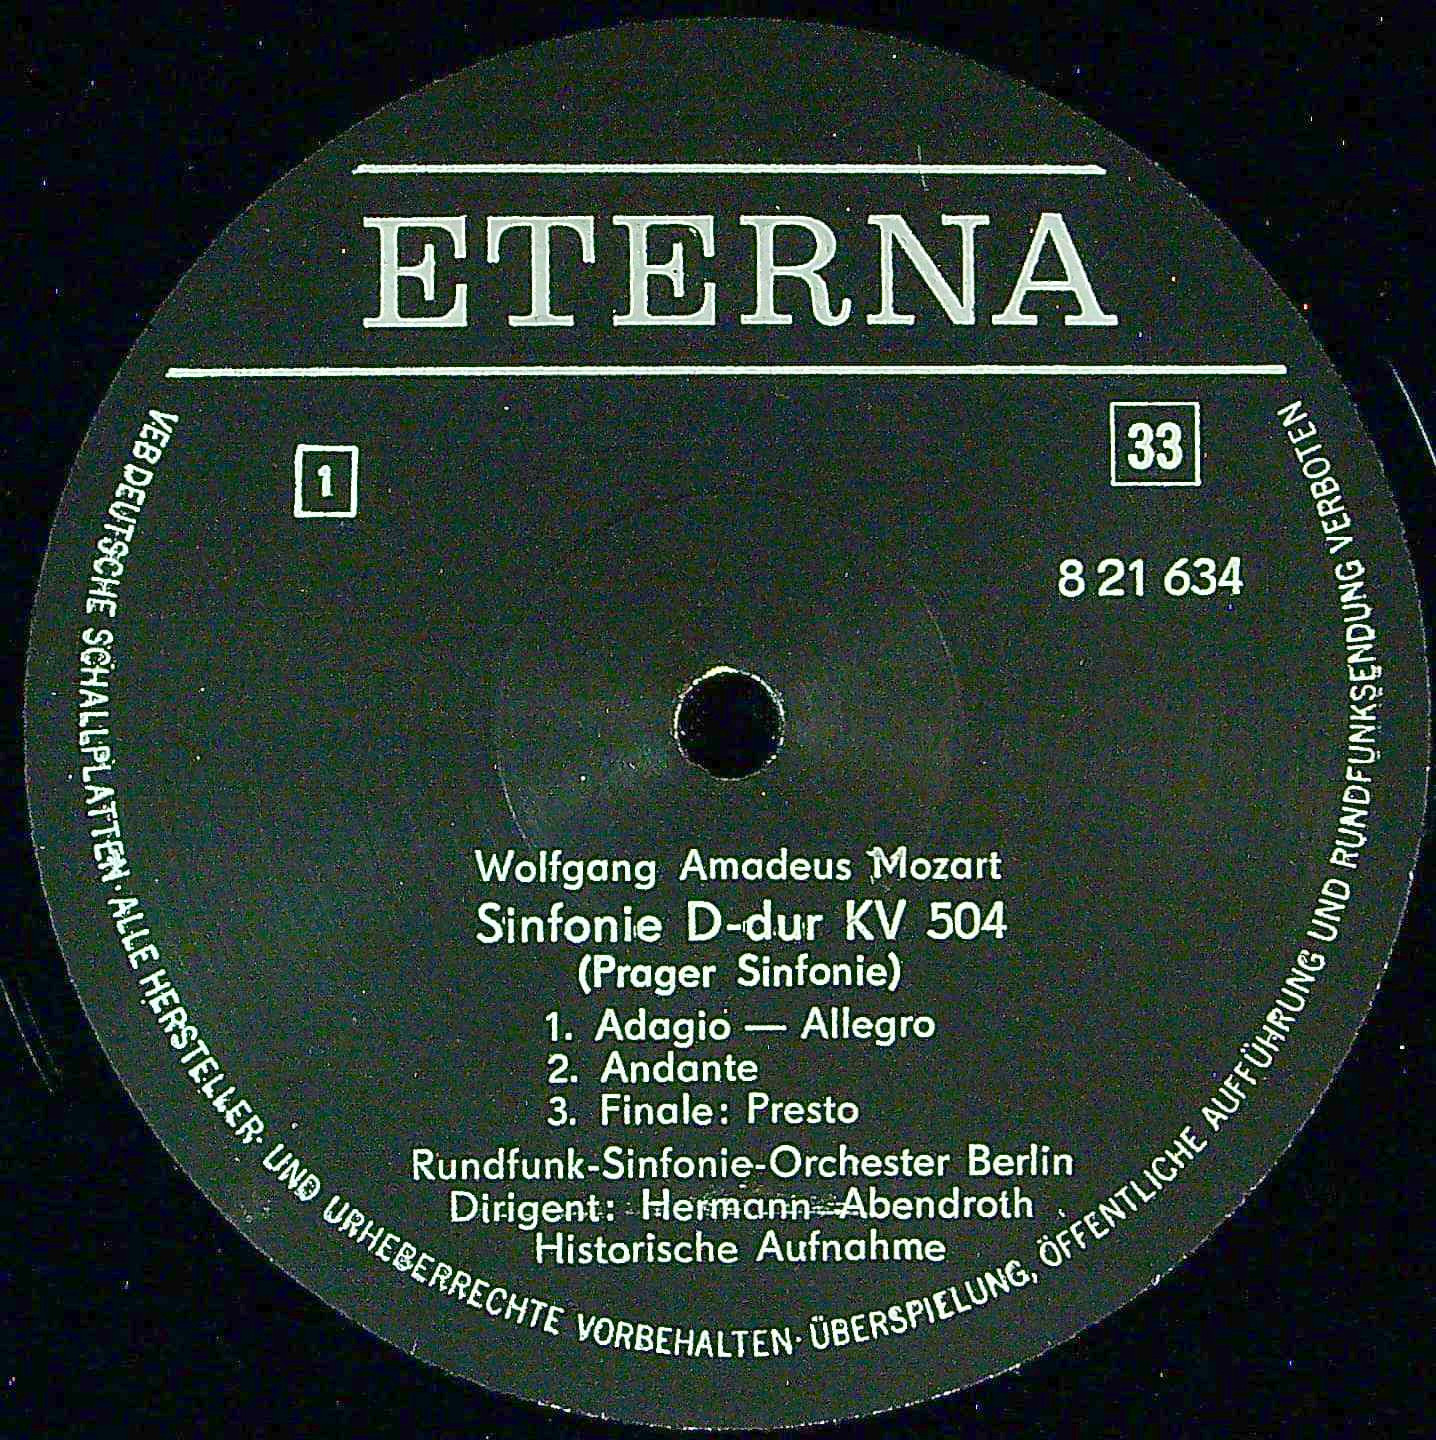 ETERNA
1
33
8 21 634
Wolfgang Amadeus Mozart
Sinfonie D-dur KV 504
(Prager Sinfonie)
1. Adagio — Allegro
2. Andante
3. Finale: Presto
Rundfunk-Sinfonie-Orchester Berlin
Dirigent: Hermann Abendroth
Historische Aufnahme
VEB DEUTSCHE SCHALLPLATTEN · ALLE HERSTELLER- UND URHEBERRECHTE VORBEHALTEN · ÜBERSPIELUNG, ÖFFENTLICHE AUFFÜHRUNG UND RUNDFUNKSENDUNG VERBOTEN